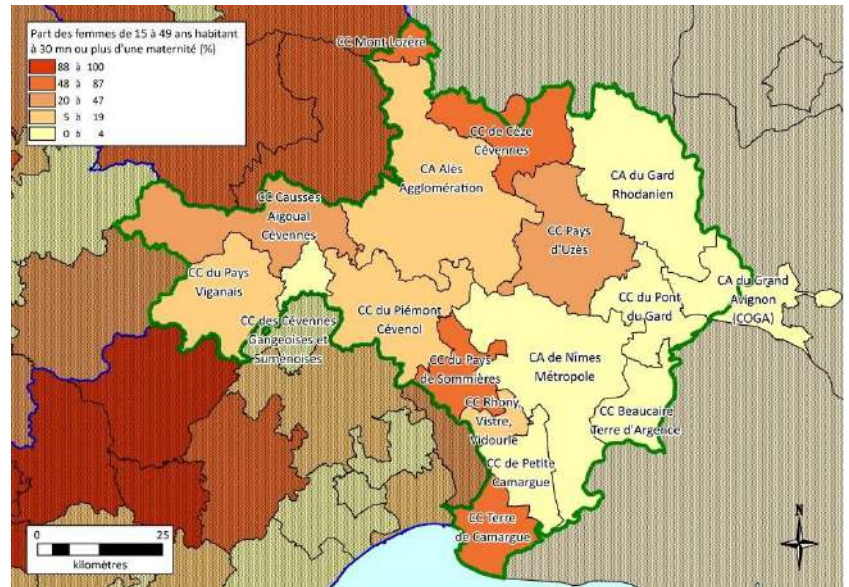 Part des femmes de 15 à 49 ans habitant
à 30 mn ou plus d'une maternité (%)
88 à 100
48 à 87
20 à 47
5 à 19
0 à 4
CC Mont Lozère
CC de Cèze
Cévennes
CA Alès
Agglomération
CA du Gard
Rhodanien
CC Causses
Aigoual
Cévennes
CC Pays
d'Uzès
CC du Pays
Viganais
CA du Grand
Avignon
(COGA)
CC du Pont
du Gard
CC des Cévennes
Gangeoises et
Suménoises
CC du Piémont
Cévenol
CC du Pays
de Sommières
CA de Nîmes
Métropole
CC Rhony,
Vistre,
Vidourle
CC Beaucaire
Terre d'Argence
CC de Petite
Camargue
CC Terre
de Camargue
0 25
kilomètres
N